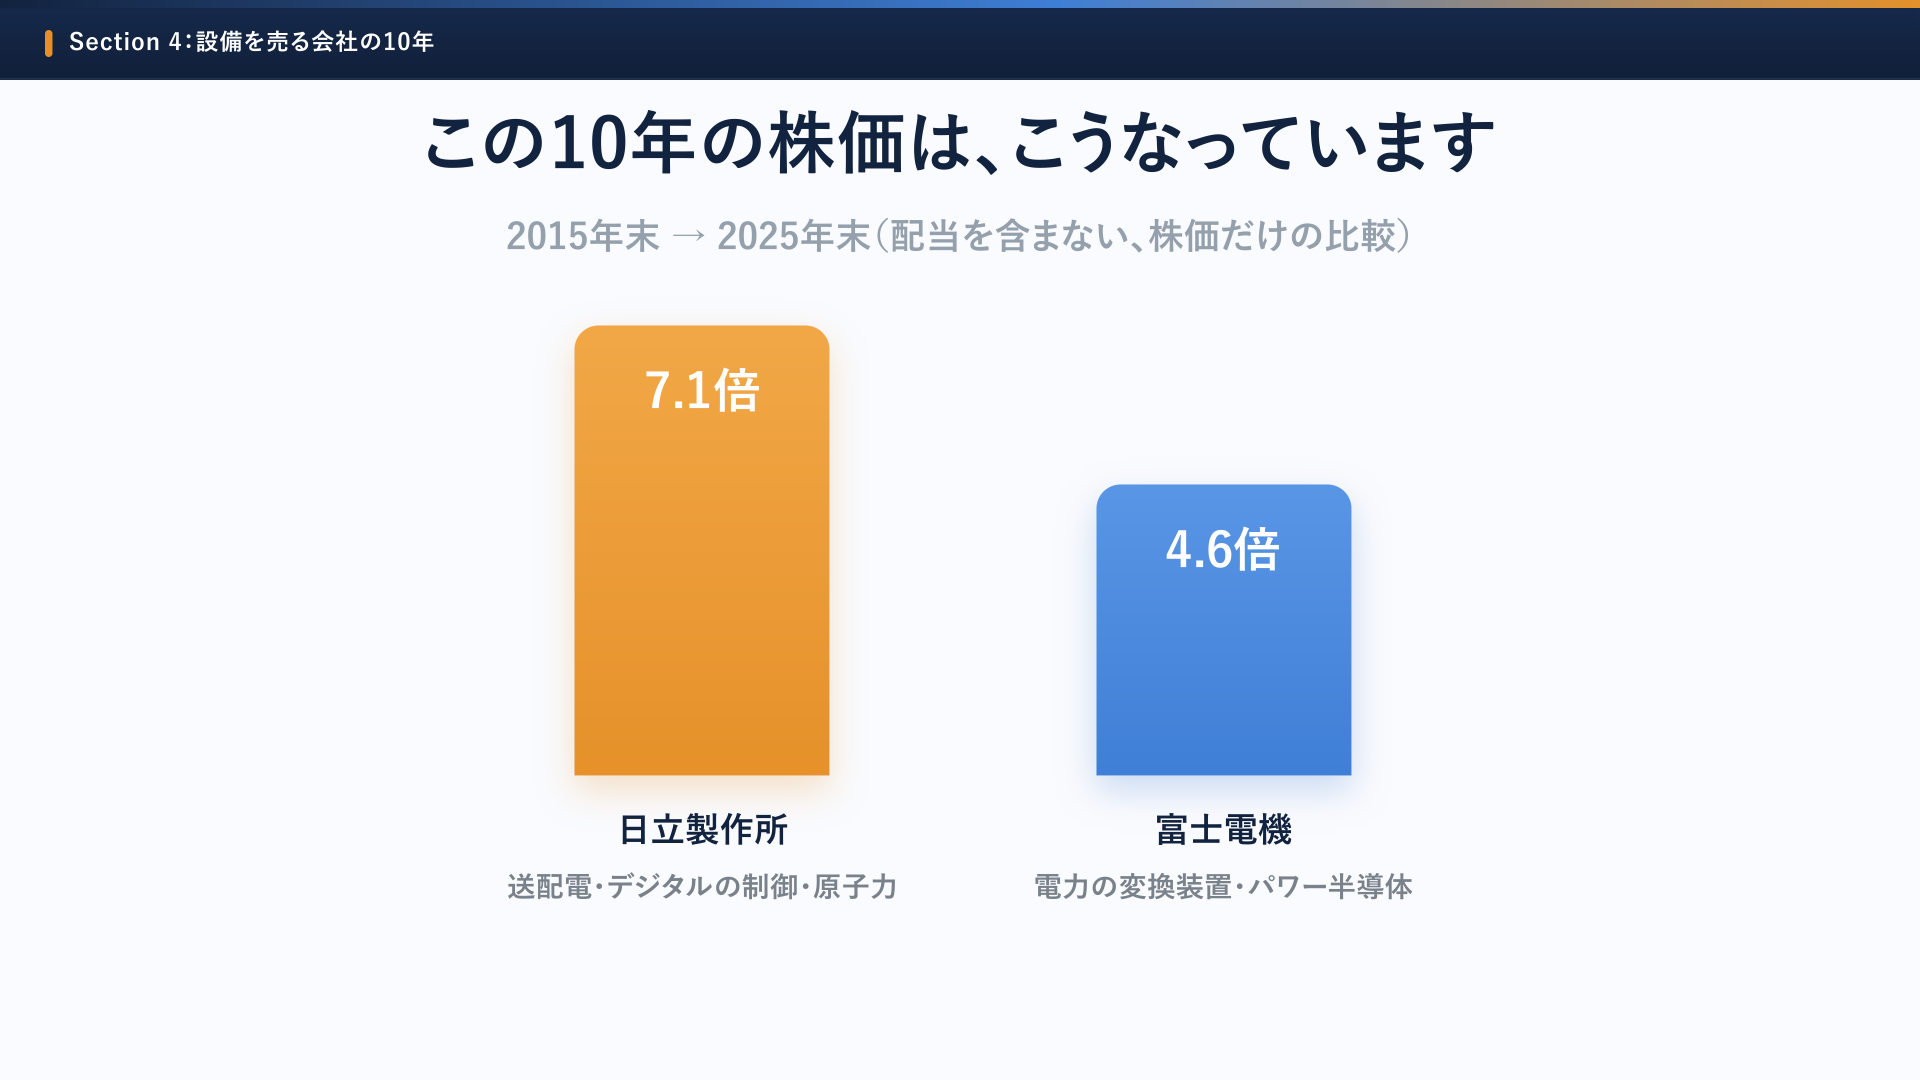 Section 4：設備を売る会社の10年
この10年の株価は、こうなっています
2015年末 → 2025年末（配当を含まない、株価だけの比較）
7.1倍
4.6倍
日立製作所
富士電機
送配電・デジタルの制御・原子力
電力の変換装置・パワー半導体